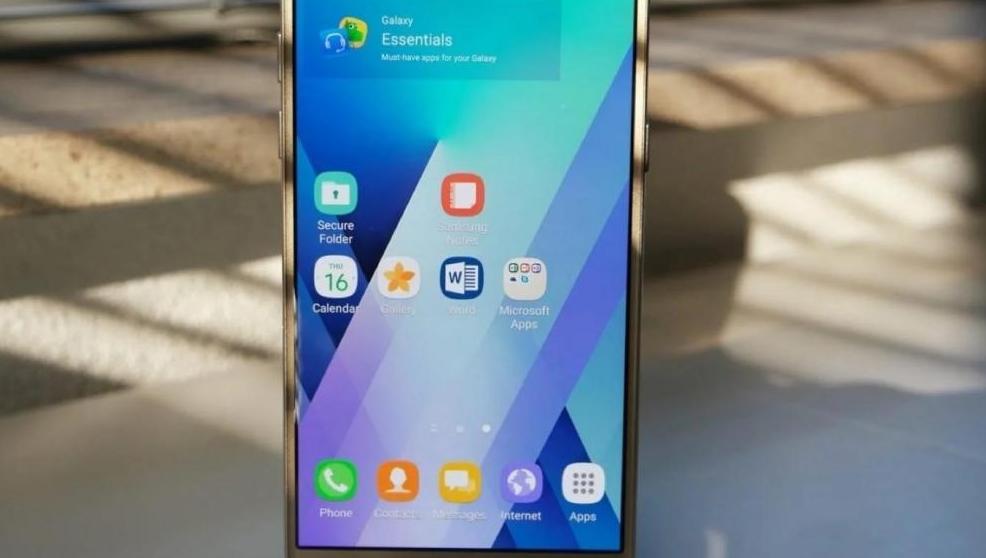 Galaxy
Essentials
Must-have apps for your Galaxy
Secure
Folder
Samsung
Notes
THU
16
Calendar
Gallery
W
Word
Microsoft
Apps
Phone
Contacts
Messages
Internet
Apps